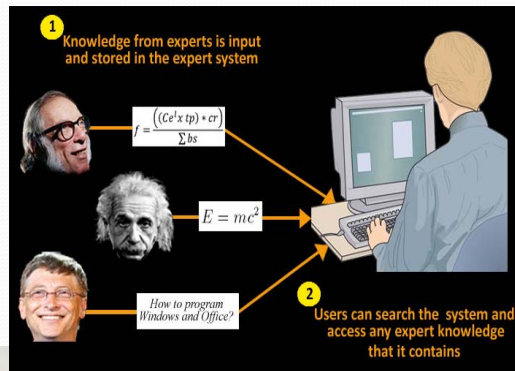 1
Knowledge from experts is input
and stored in the expert system
f = ((Ce^t x tp) * cr) / ∑ bs
E = mc²
How to program
Windows and Office?
2
Users can search the system and
access any expert knowledge
that it contains